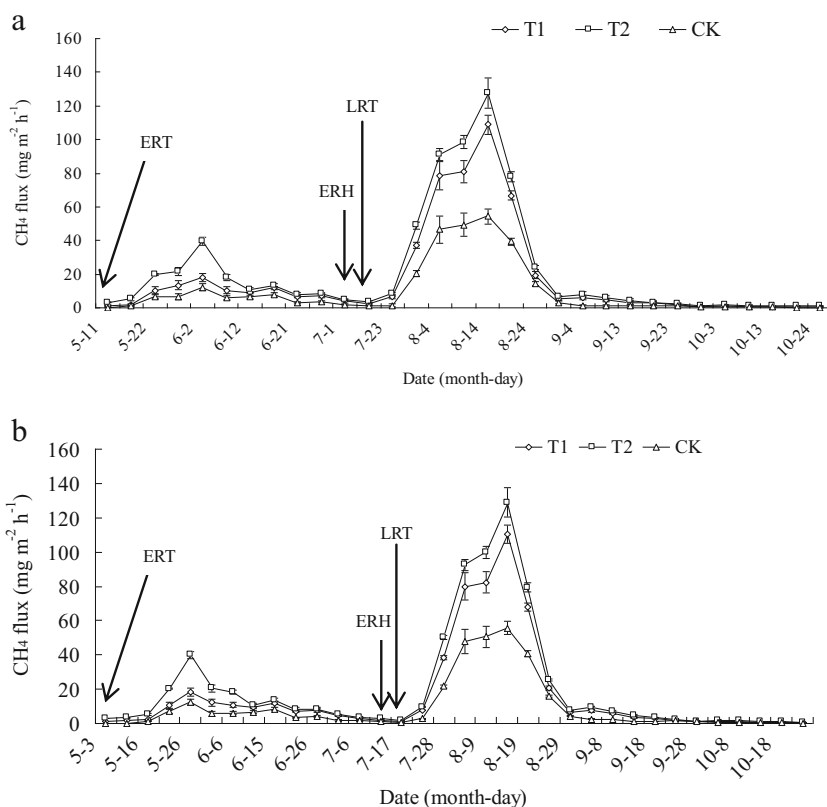 a
T1 T2 CK
160
140
120
100
80
60
40
20
0
CH₄ flux (mg m⁻² h⁻¹)
ERT
ERH
LRT
5-11 5-22 6-2 6-12 6-21 7-1 7-23 8-4 8-14 8-24 9-4 9-13 9-23 10-3 10-13 10-24
Date (month-day)
b
T1 T2 CK
160
140
120
100
80
60
40
20
0
CH₄ flux (mg m⁻² h⁻¹)
ERT
ERH
LRT
5-3 5-16 5-26 6-6 6-15 6-26 7-6 7-17 7-28 8-9 8-19 8-29 9-8 9-18 9-28 10-8 10-18
Date (month-day)